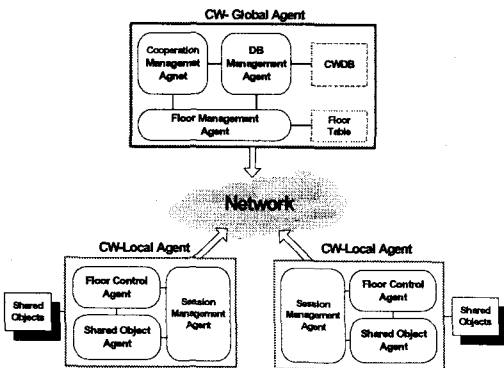 CW- Global Agent
Cooperation
Managemet
Agnet
DB
Management
Agent
CWDB
Floor Management
Agent
Floor
Table
Network
CW-Local Agent
CW-Local Agent
Shared
Objects
Floor Control
Agent
Shared Object
Agent
Session
Management
Agent
Session
Management
Agent
Floor Control
Agent
Shared Object
Agent
Shared
Objects